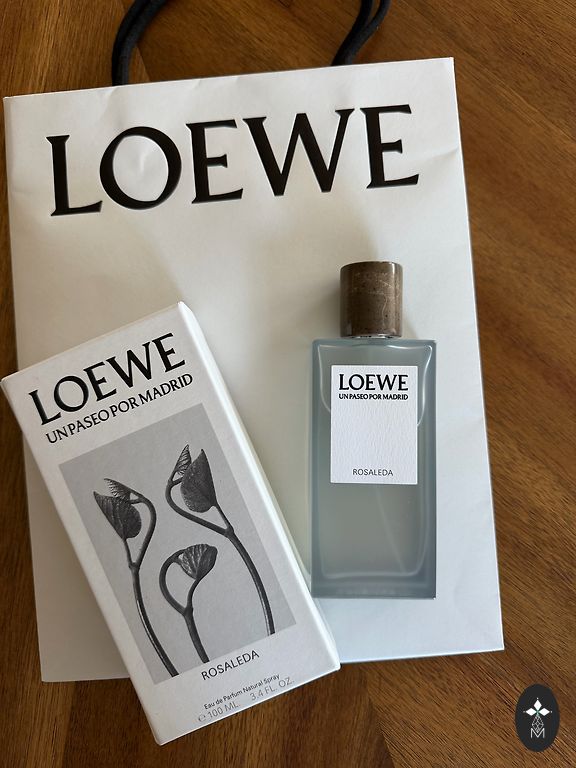 LOEWE
LOEWE
UN PASEO POR MADRID
ROSALEDA
Eau de Parfum Natural Spray
℮ 100 ML. 3.4 FL. OZ.
LOEWE
UN PASEO POR MADRID
ROSALEDA
M